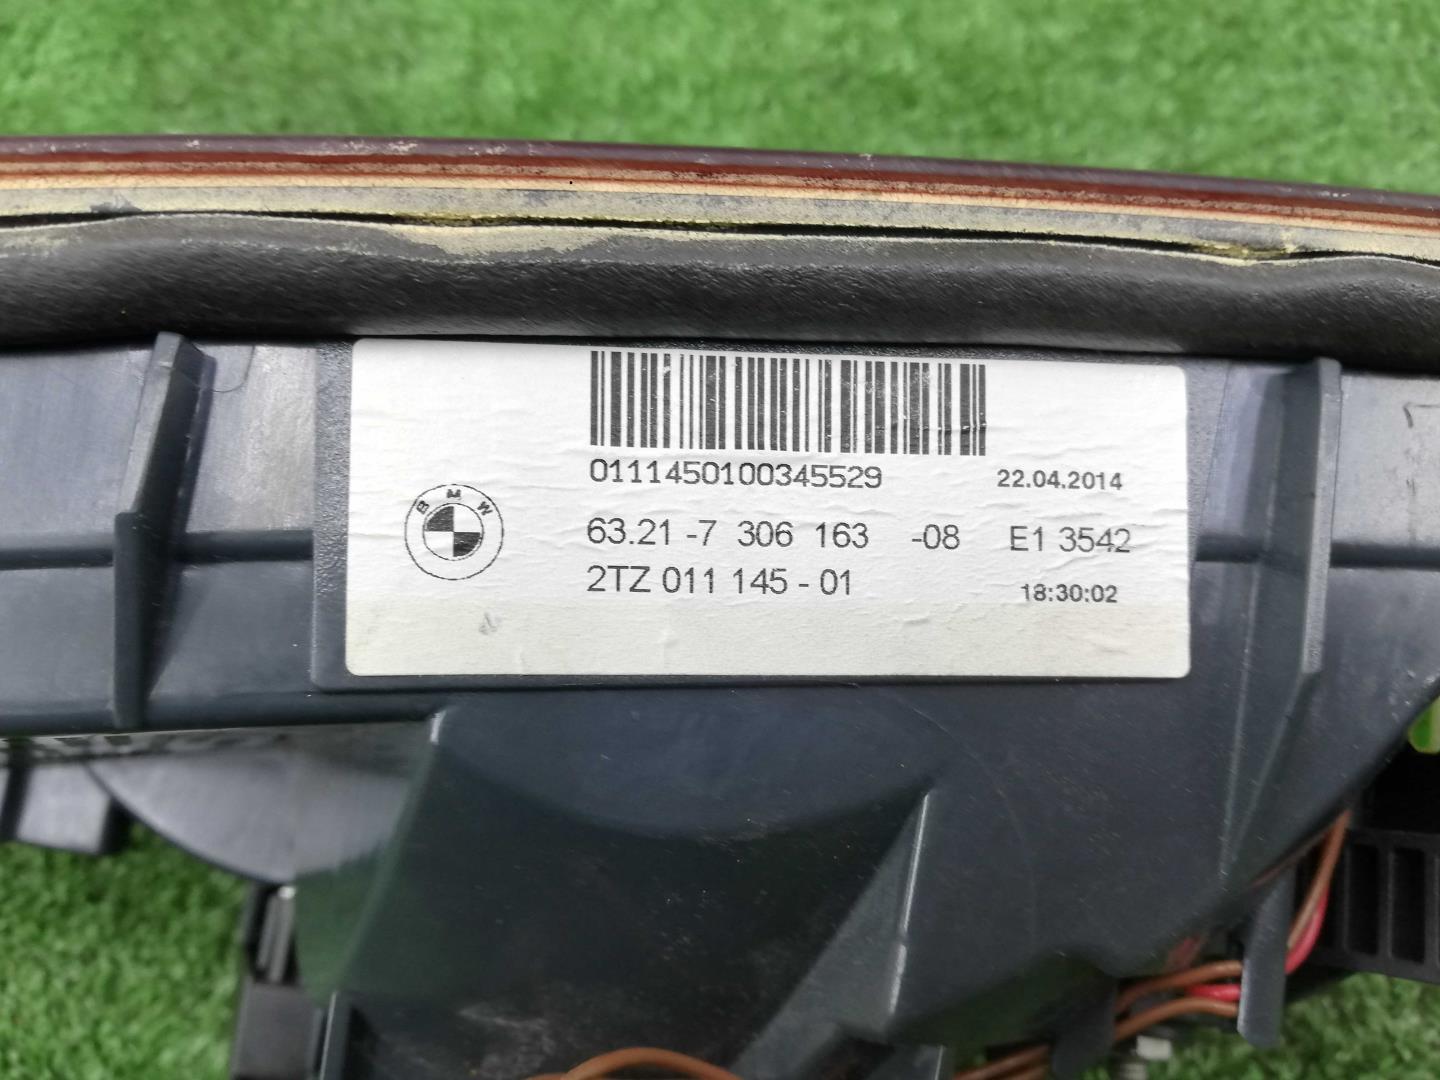 0111450100345529 22.04.2014
BMW
63.21 -7 306 163 -08 E1 3542
2TZ 011 145 - 01 18:30:02